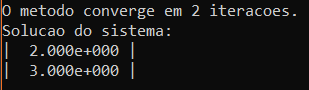 O metodo converge em 2 iteracoes.
Solucao do sistema:
|  2.000e+000 |
|  3.000e+000 |